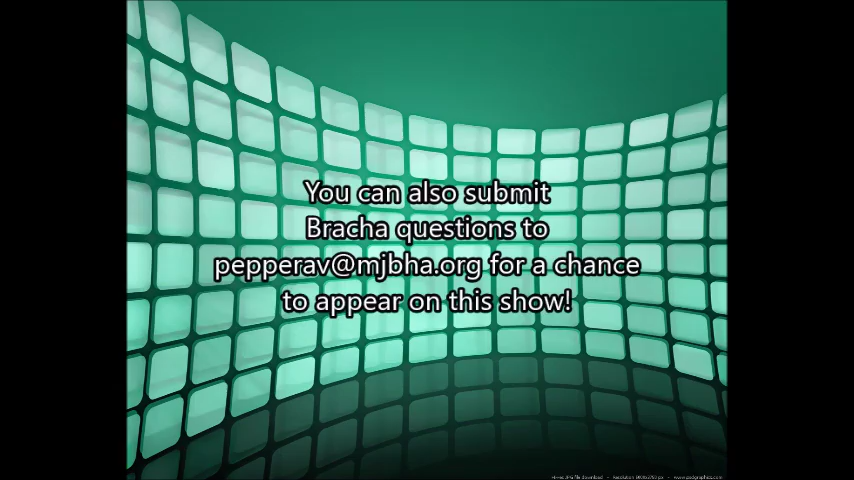 You can also submit
Bracha questions to
pepperav@mjbha.org for a chance
to appear on this show!